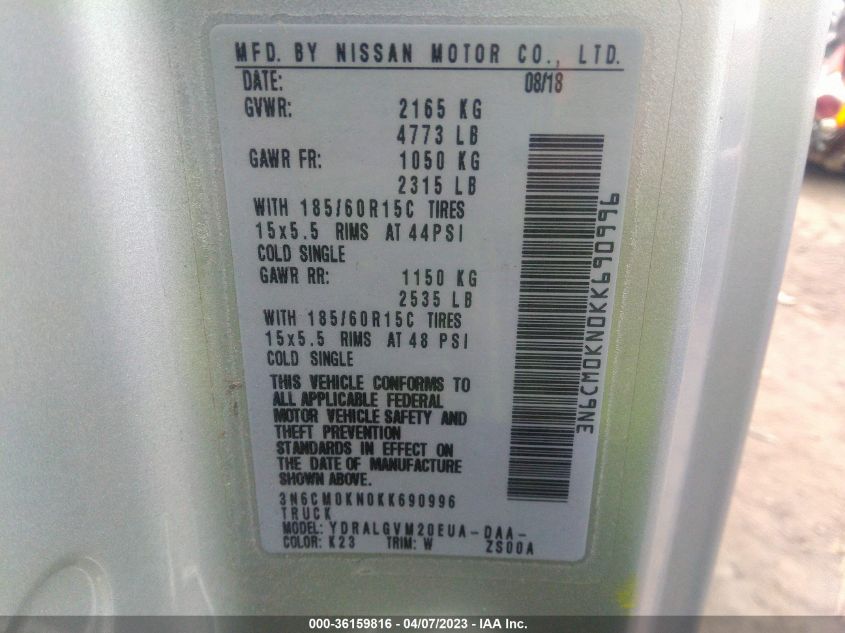 MFD. BY NISSAN MOTOR CO., LTD.
DATE: 08/18
GVWR: 2165 KG
4773 LB
GAWR FR: 1050 KG
2315 LB
WITH 185/60R15C TIRES
15x5.5 RIMS AT 44PSI
COLD SINGLE
GAWR RR: 1150 KG
2535 LB
WITH 185/60R15C TIRES
15x5.5 RIMS AT 48 PSI
COLD SINGLE
THIS VEHICLE CONFORMS TO
ALL APPLICABLE FEDERAL
MOTOR VEHICLE SAFETY AND
THEFT PREVENTION
STANDARDS IN EFFECT ON
THE DATE OF MANUFACTURE
SHOWN ABOVE.
3N6CM0KN0KK690996
TRUCK
MODEL: YDRALGVM20EUA-DAA-
COLOR: K23 TRIM: W ZS00A
3N6CM0KN0KK690996
000-36159816 - 04/07/2023 - IAA Inc.